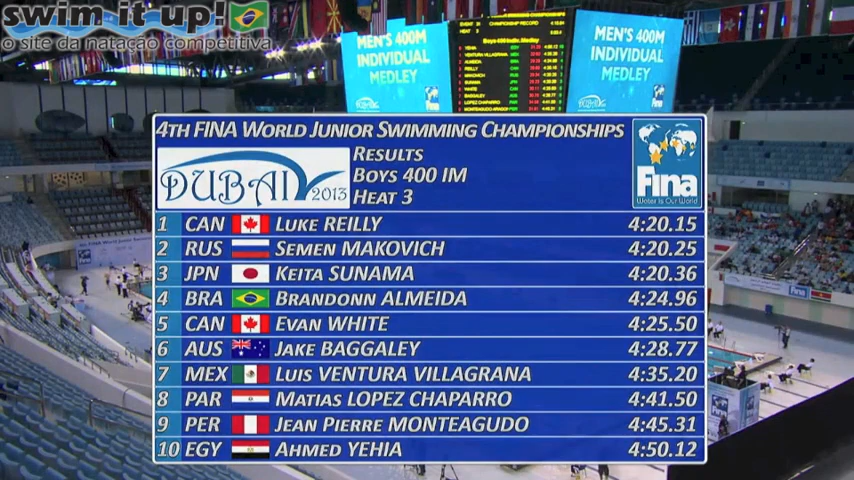 swim it up!
o site da natação competitiva
MEN'S 400M
INDIVIDUAL
MEDLEY
MEN'S 400M
INDIVIDUAL
MEDLEY
4TH FINA WORLD JUNIOR SWIMMING CHAMPIONSHIPS
DUBAI 2013
RESULTS
BOYS 400 IM
HEAT 3
Fina
Water Is Our World
1 CAN LUKE REILLY 4:20.15
2 RUS SEMEN MAKOVICH 4:20.25
3 JPN KEITA SUNAMA 4:20.36
4 BRA BRANDONN ALMEIDA 4:24.96
5 CAN EVAN WHITE 4:25.50
6 AUS JAKE BAGGALEY 4:28.77
7 MEX LUIS VENTURA VILLAGRANA 4:35.20
8 PAR MATIAS LOPEZ CHAPARRO 4:41.50
9 PER JEAN PIERRE MONTEAGUDO 4:45.31
10 EGY AHMED YEHIA 4:50.12